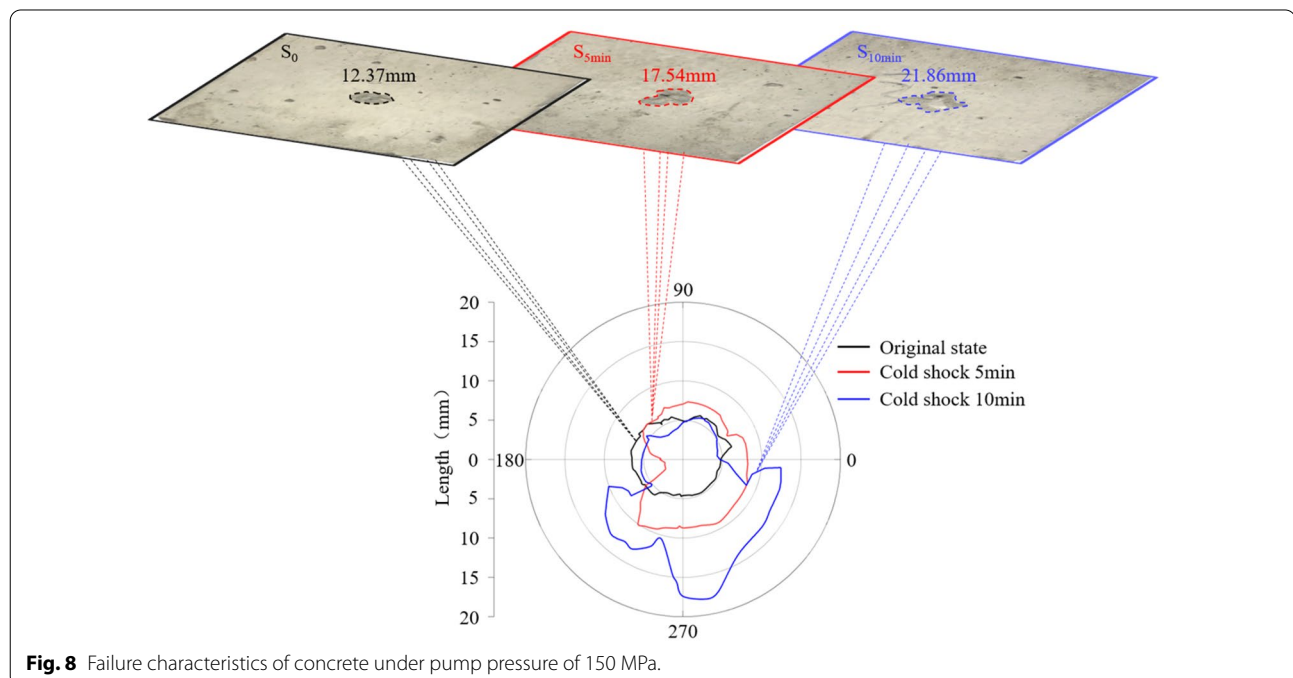 S0
12.37mm
S5min
17.54mm
S10min
21.86mm
90
20
15
10
5
0
5
10
15
20
Length (mm)
180
0
270
Original state
Cold shock 5min
Cold shock 10min
Fig. 8 Failure characteristics of concrete under pump pressure of 150 MPa.